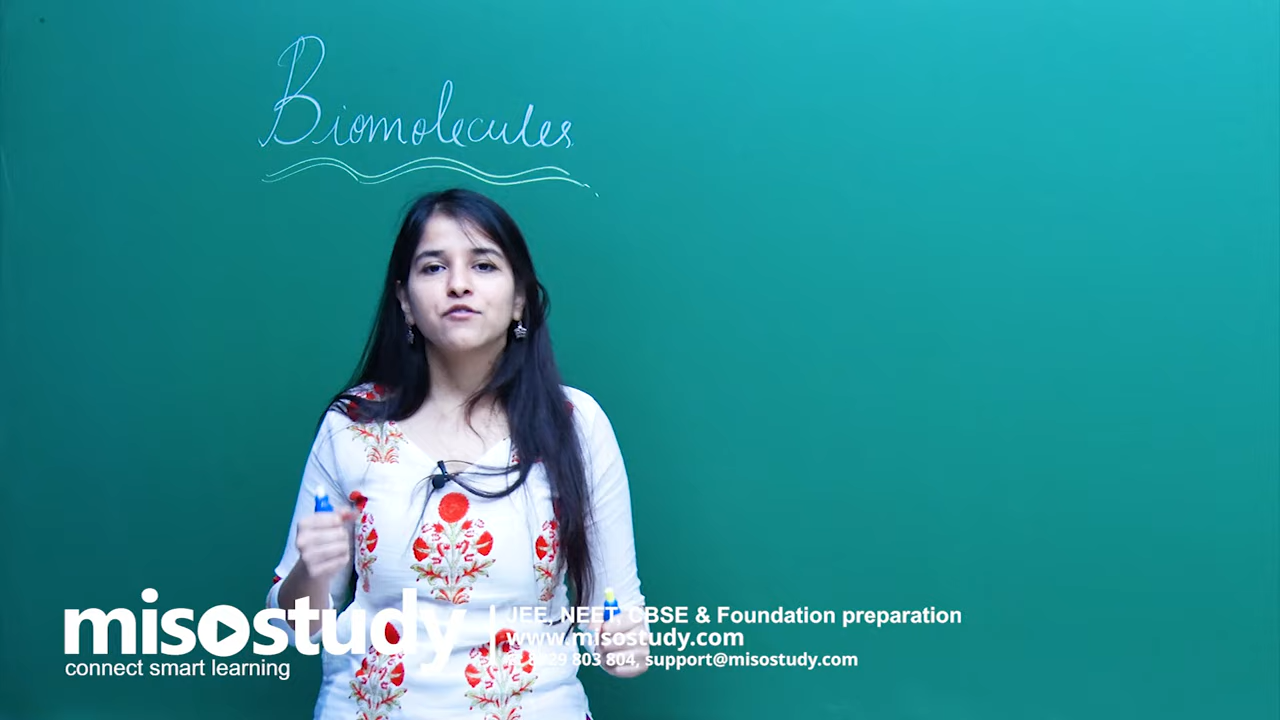 Biomolecules
misostudy
connect smart learning
JEE, NEET, CBSE & Foundation preparation
www.misostudy.com
803 804, support@misostudy.com